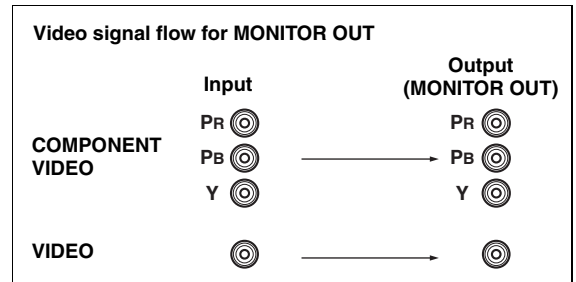 Video signal flow for MONITOR OUT
Input
Output
(MONITOR OUT)
PR PR
COMPONENT
VIDEO
PB PB
Y Y
VIDEO